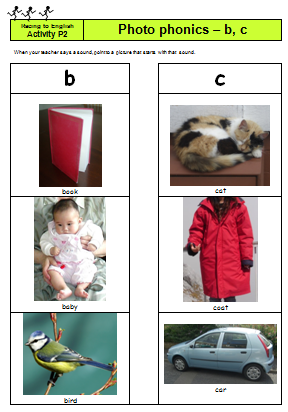 Racing to English
Activity P2
Photo phonics – b, c
When your teacher says a sound, point to a picture that starts with that sound.
b
c
book
cat
baby
coat
bird
car